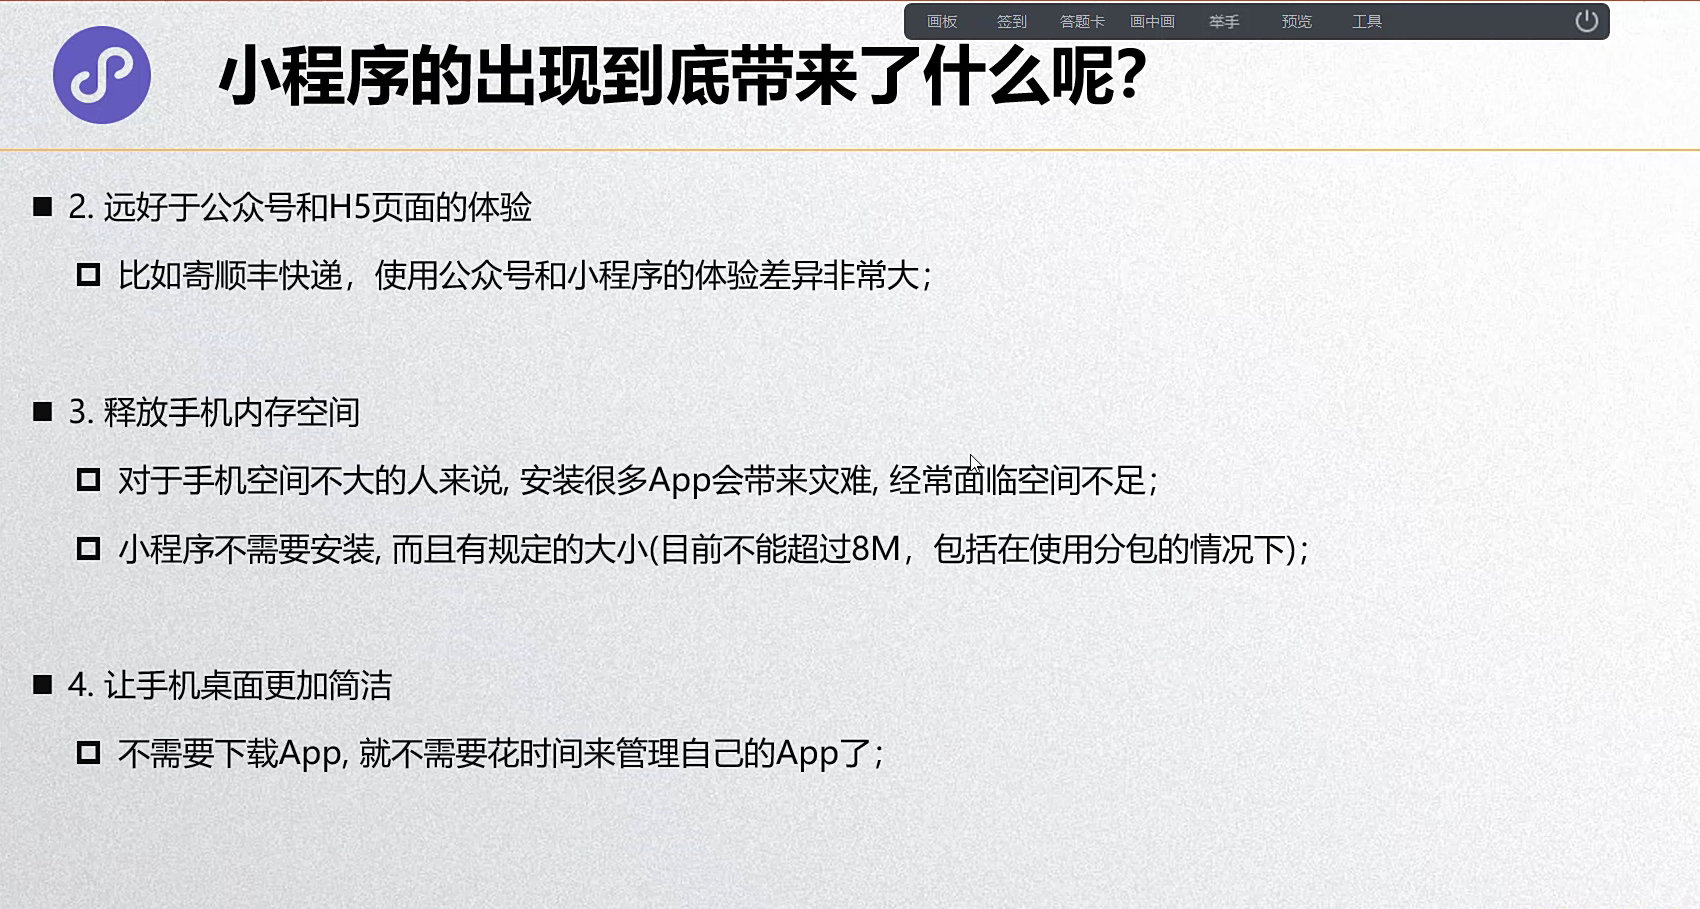 画板 签到 答题卡 画中画 举手 预览 工具
小程序的出现到底带来了什么呢？
2. 远好于公众号和H5页面的体验
比如寄顺丰快递，使用公众号和小程序的体验差异非常大；
3. 释放手机内存空间
对于手机空间不大的人来说, 安装很多App会带来灾难, 经常面临空间不足；
小程序不需要安装, 而且有规定的大小(目前不能超过8M，包括在使用分包的情况下)；
4. 让手机桌面更加简洁
不需要下载App, 就不需要花时间来管理自己的App了；